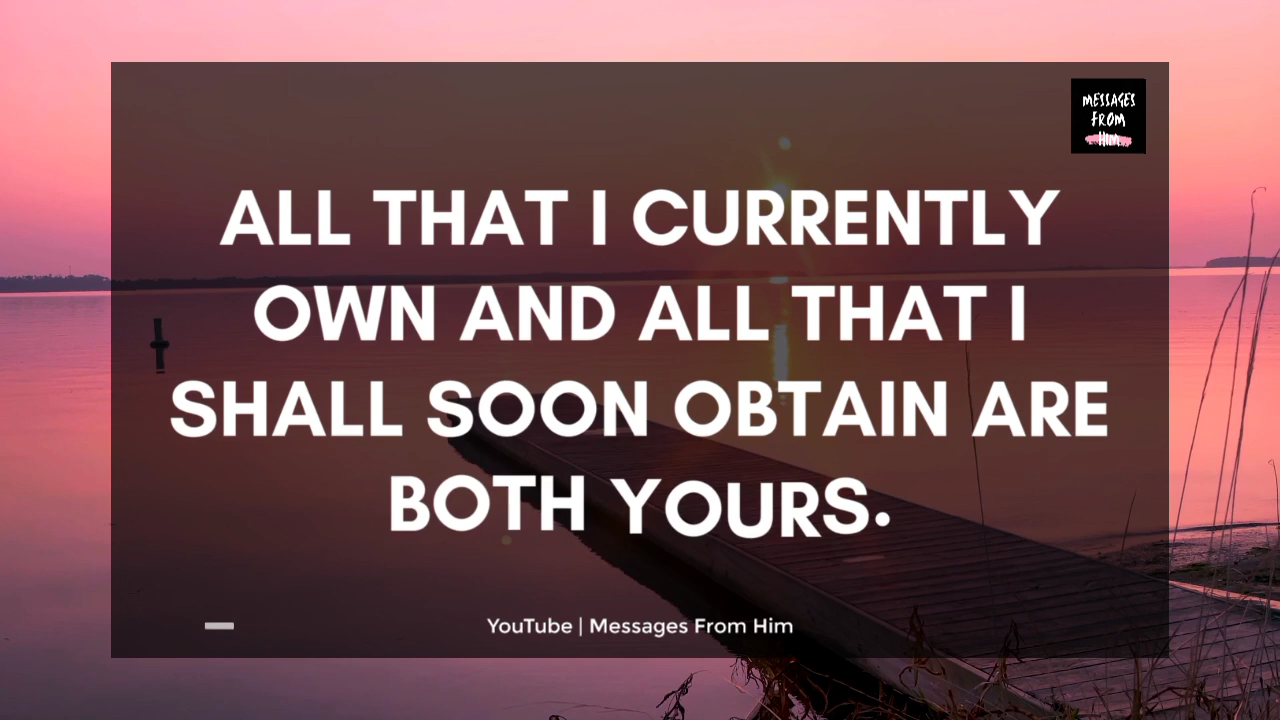 MESSAGES
FROM
Him...
ALL THAT I CURRENTLY
OWN AND ALL THAT I
SHALL SOON OBTAIN ARE
BOTH YOURS.
YouTube | Messages From Him